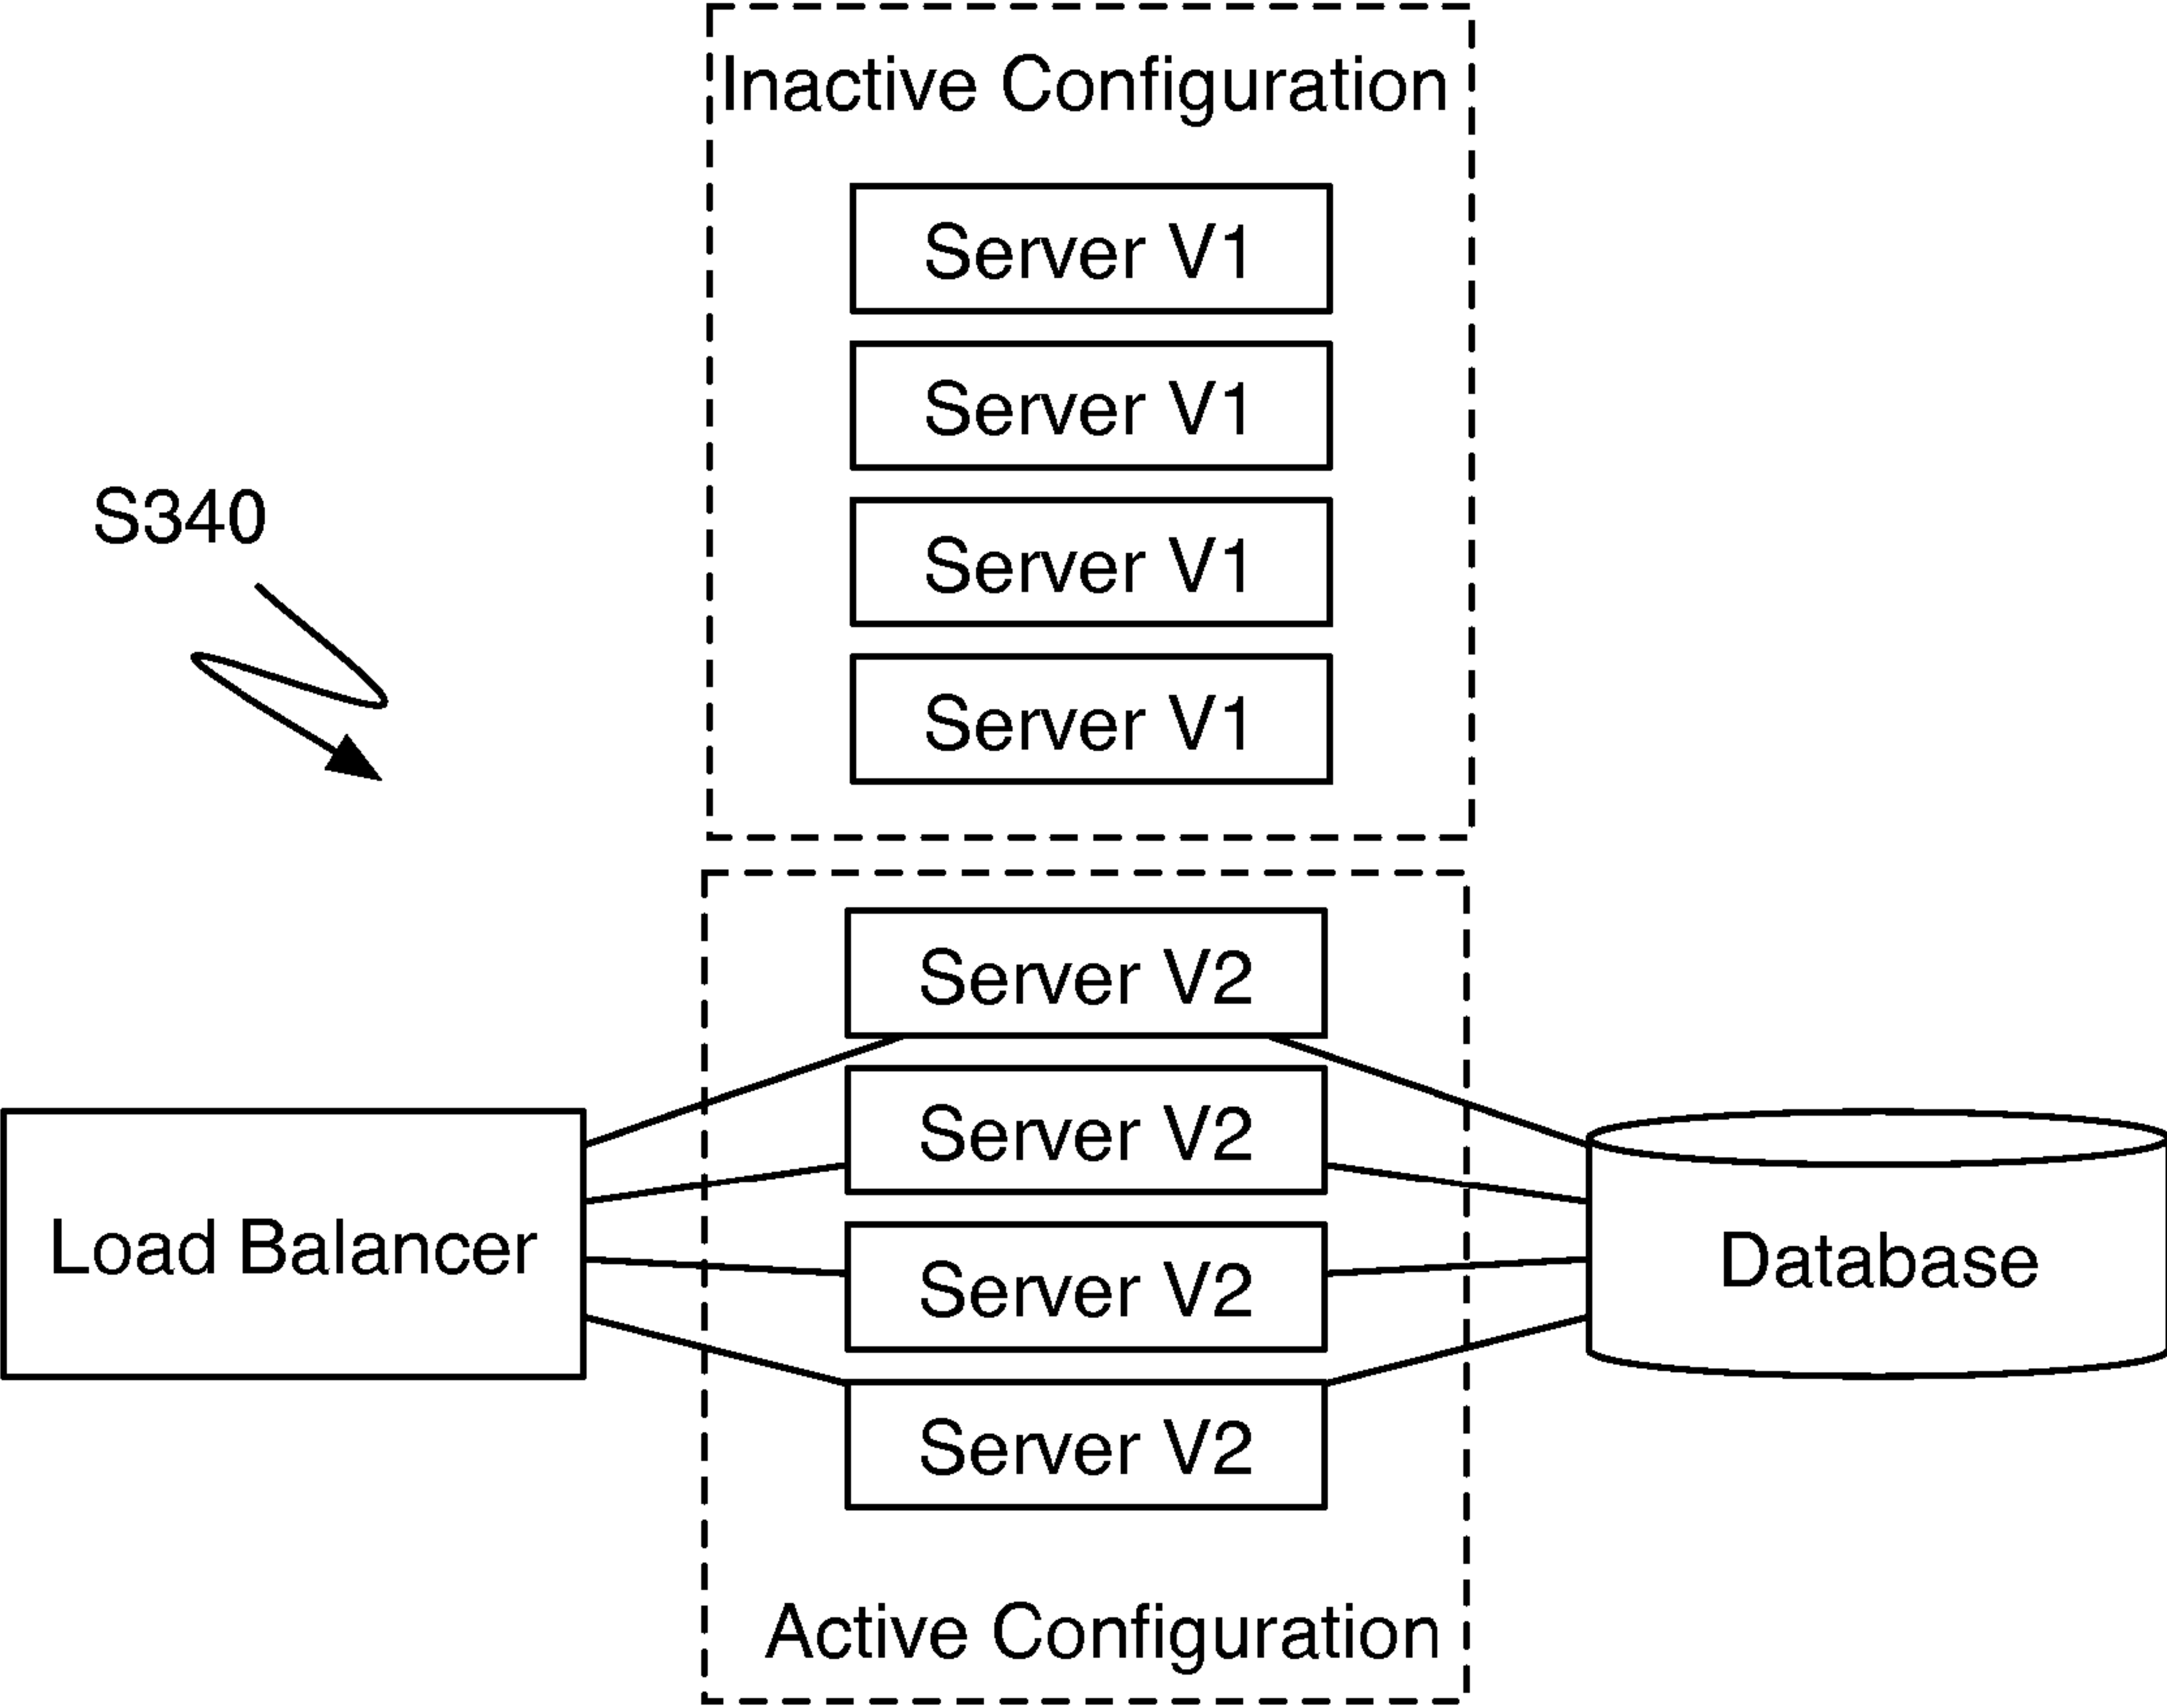 Inactive Configuration
Server V1
Server V1
S340
Server V1
Server V1
Server V2
Server V2
Load Balancer
Database
Server V2
Server V2
Active Configuration